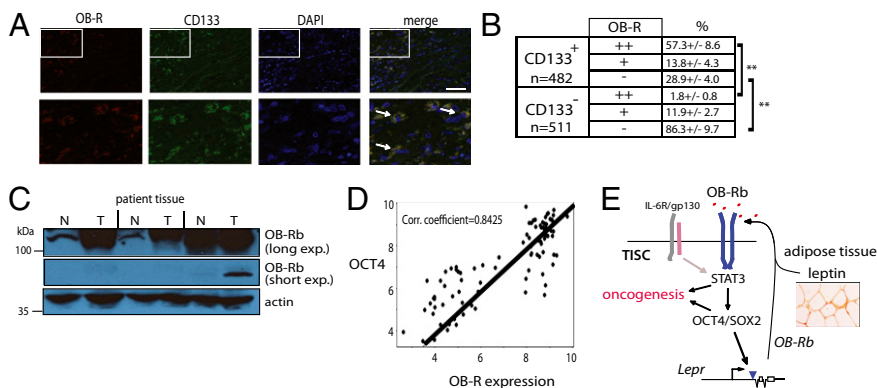 A
OB-R CD133 DAPI merge
B
OB-R %
CD133+ n=482
++ 57.3+/- 8.6
+ 13.8+/- 4.3
- 28.9+/- 4.0
**
CD133- n=511
++ 1.8+/- 0.8
+ 11.9+/- 2.7
- 86.3+/- 9.7
**
C
patient tissue
N T N T N T
kDa
100
OB-Rb
(long exp.)
OB-Rb
(short exp.)
35
actin
D
Corr. coefficient=0.8425
OCT4
10
8
6
4
4 6 8 10
OB-R expression
E
OB-Rb
IL-6R/gp130
TISC
adipose tissue
leptin
STAT3
oncogenesis
OCT4/SOX2
OB-Rb
Lepr